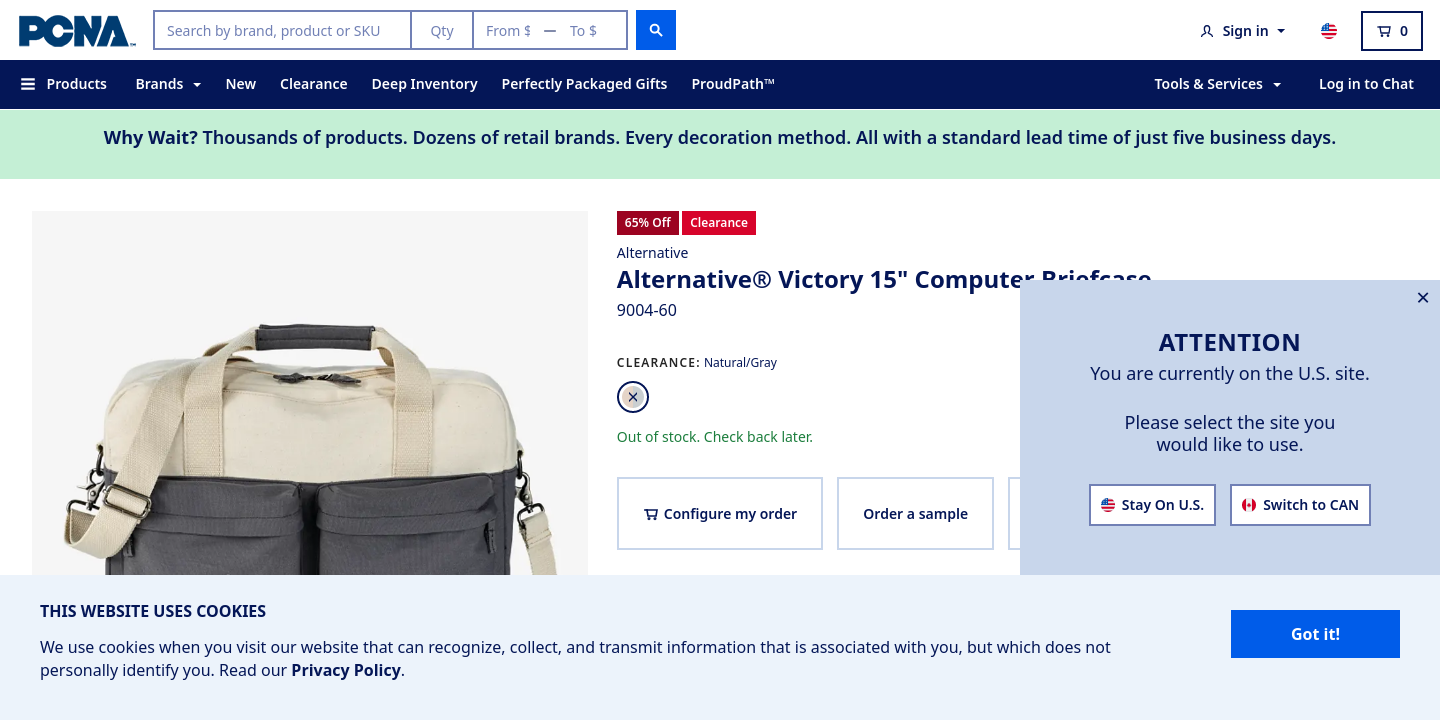 PCNA™
Search by brand, product or SKU
Qty
From $ — To $
Sign in
0
Products
Brands
New
Clearance
Deep Inventory
Perfectly Packaged Gifts
ProudPath™
Tools & Services
Log in to Chat
Why Wait? Thousands of products. Dozens of retail brands. Every decoration method. All with a standard lead time of just five business days.
65% Off
Clearance
Alternative
Alternative® Victory 15" Computer Briefcase
9004-60
CLEARANCE: Natural/Gray
Out of stock. Check back later.
Configure my order
Order a sample
ATTENTION
You are currently on the U.S. site.
Please select the site you
would like to use.
Stay On U.S.
Switch to CAN
THIS WEBSITE USES COOKIES
We use cookies when you visit our website that can recognize, collect, and transmit information that is associated with you, but which does not
personally identify you. Read our Privacy Policy.
Got it!